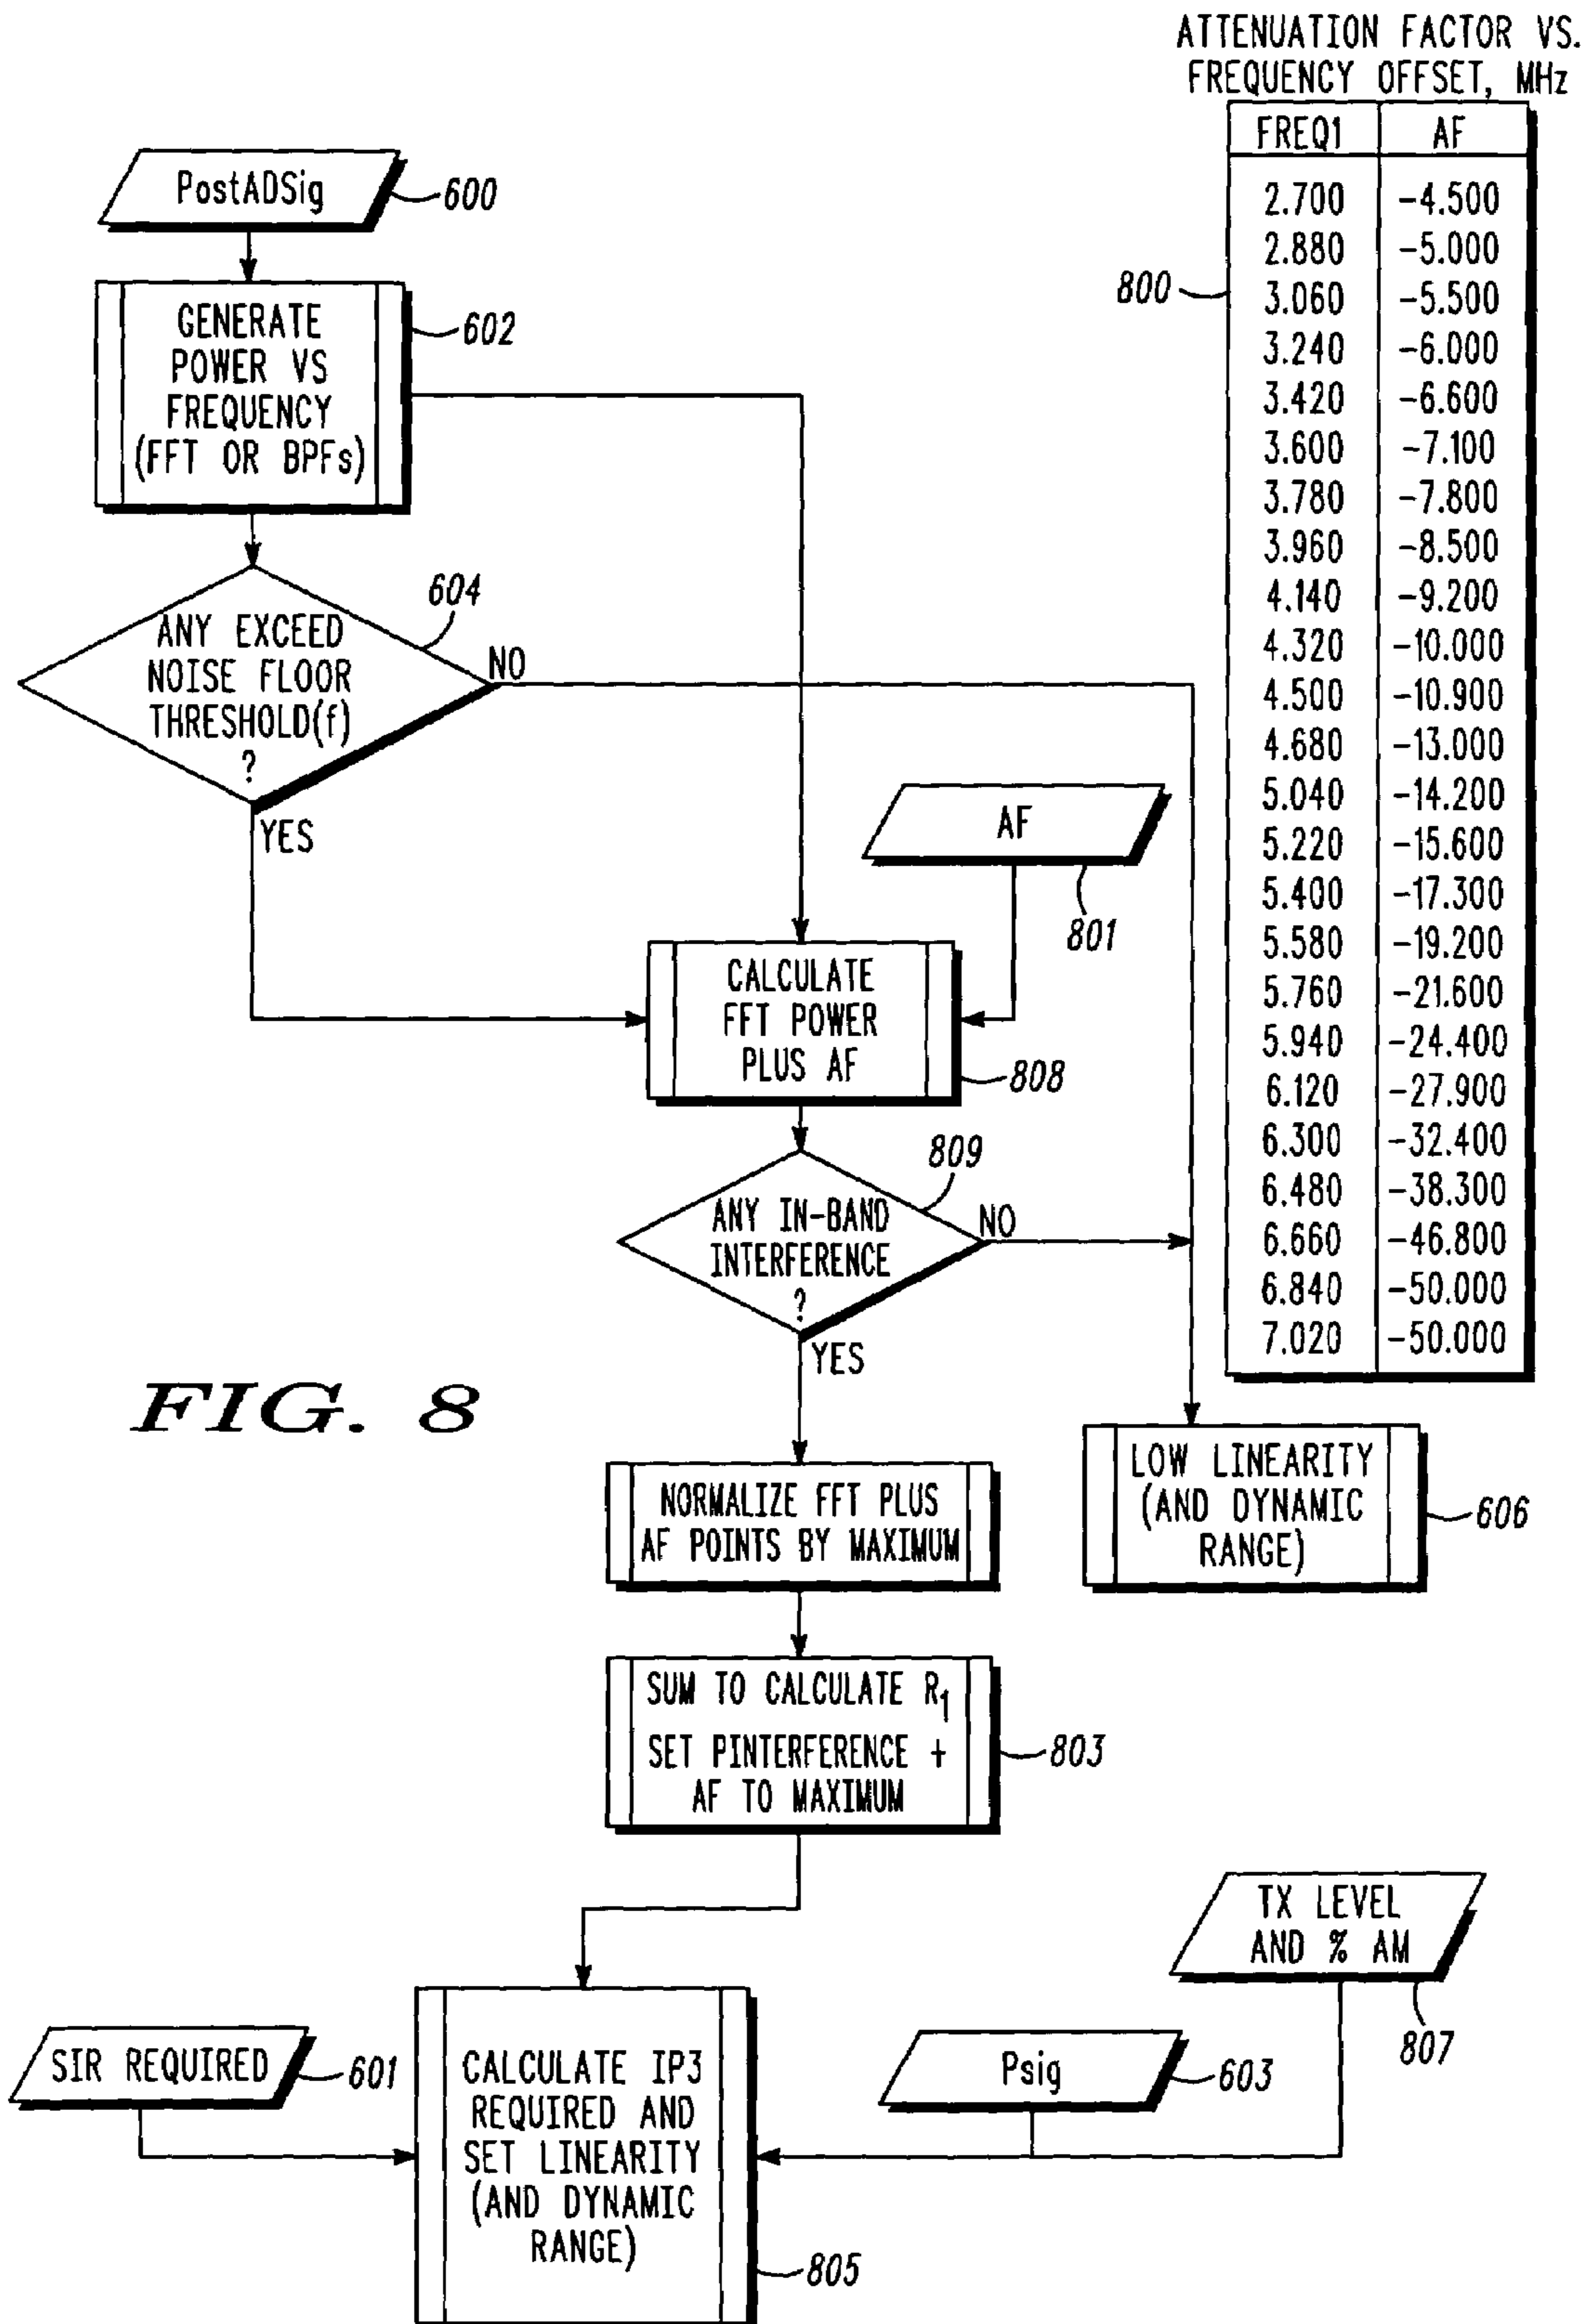 ATTENUATION FACTOR VS.
FREQUENCY OFFSET, MHz
FREQ1 AF
2.700 -4.500
2.880 -5.000
3.060 -5.500
3.240 -6.000
3.420 -6.600
3.600 -7.100
3.780 -7.800
3.960 -8.500
4.140 -9.200
4.320 -10.000
4.500 -10.900
4.680 -13.000
5.040 -14.200
5.220 -15.600
5.400 -17.300
5.580 -19.200
5.760 -21.600
5.940 -24.400
6.120 -27.900
6.300 -32.400
6.480 -38.300
6.660 -46.800
6.840 -50.000
7.020 -50.000
800
PostADSig
600
GENERATE
POWER VS
FREQUENCY
(FFT OR BPFs)
602
ANY EXCEED
NOISE FLOOR
THRESHOLD(f)
?
604
NO
YES
AF
801
CALCULATE
FFT POWER
PLUS AF
808
ANY IN-BAND
INTERFERENCE
?
809
NO
YES
FIG. 8
LOW LINEARITY
(AND DYNAMIC
RANGE)
606
NORMALIZE FFT PLUS
AF POINTS BY MAXIMUM
SUM TO CALCULATE R1
SET PINTERFERENCE +
AF TO MAXIMUM
803
TX LEVEL
AND % AM
807
SIR REQUIRED
601
CALCULATE IP3
REQUIRED AND
SET LINEARITY
(AND DYNAMIC
RANGE)
805
Psig
603